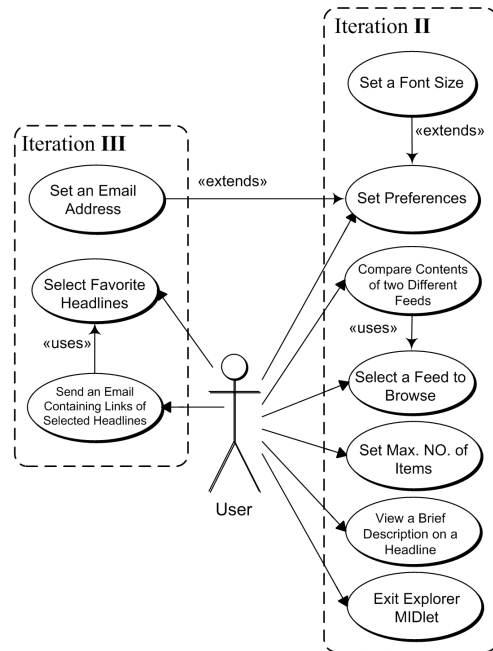 Iteration II
Set a Font Size
«extends»
Set Preferences
Compare Contents
of two Different
Feeds
«uses»
Select a Feed to
Browse
Set Max. NO. of
Items
View a Brief
Description on a
Headline
Exit Explorer
MIDlet
Iteration III
Set an Email
Address
«extends»
Select Favorite
Headlines
«uses»
Send an Email
Containing Links of
Selected Headlines
User